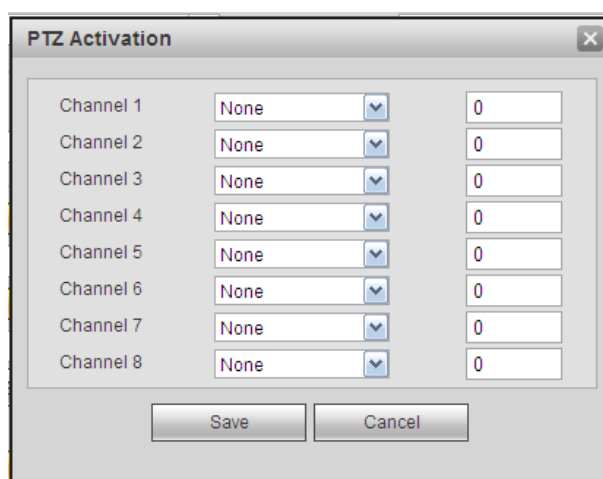 PTZ Activation
Channel 1 None 0
Channel 2 None 0
Channel 3 None 0
Channel 4 None 0
Channel 5 None 0
Channel 6 None 0
Channel 7 None 0
Channel 8 None 0
Save Cancel